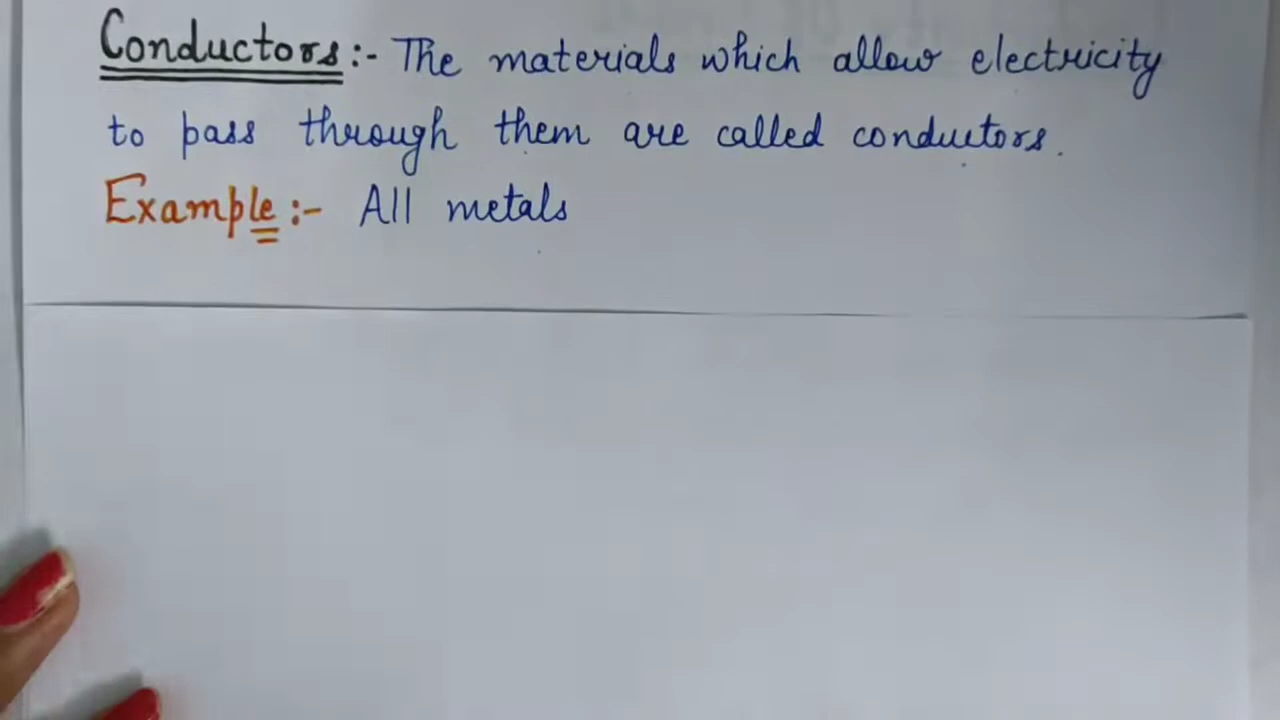 Conductors :- The materials which allow electricity
to pass through them are called conductors.
Example :- All metals